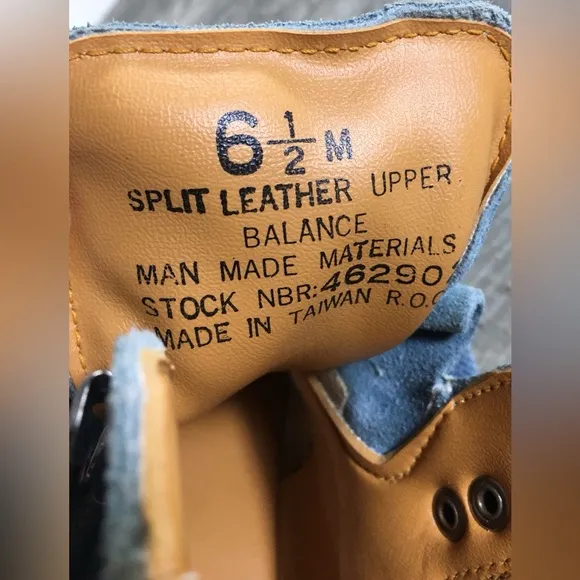 6 1/2 M
SPLIT LEATHER UPPER
BALANCE
MAN MADE MATERIALS
STOCK NBR: 46290
MADE IN TAIWAN R.O.C